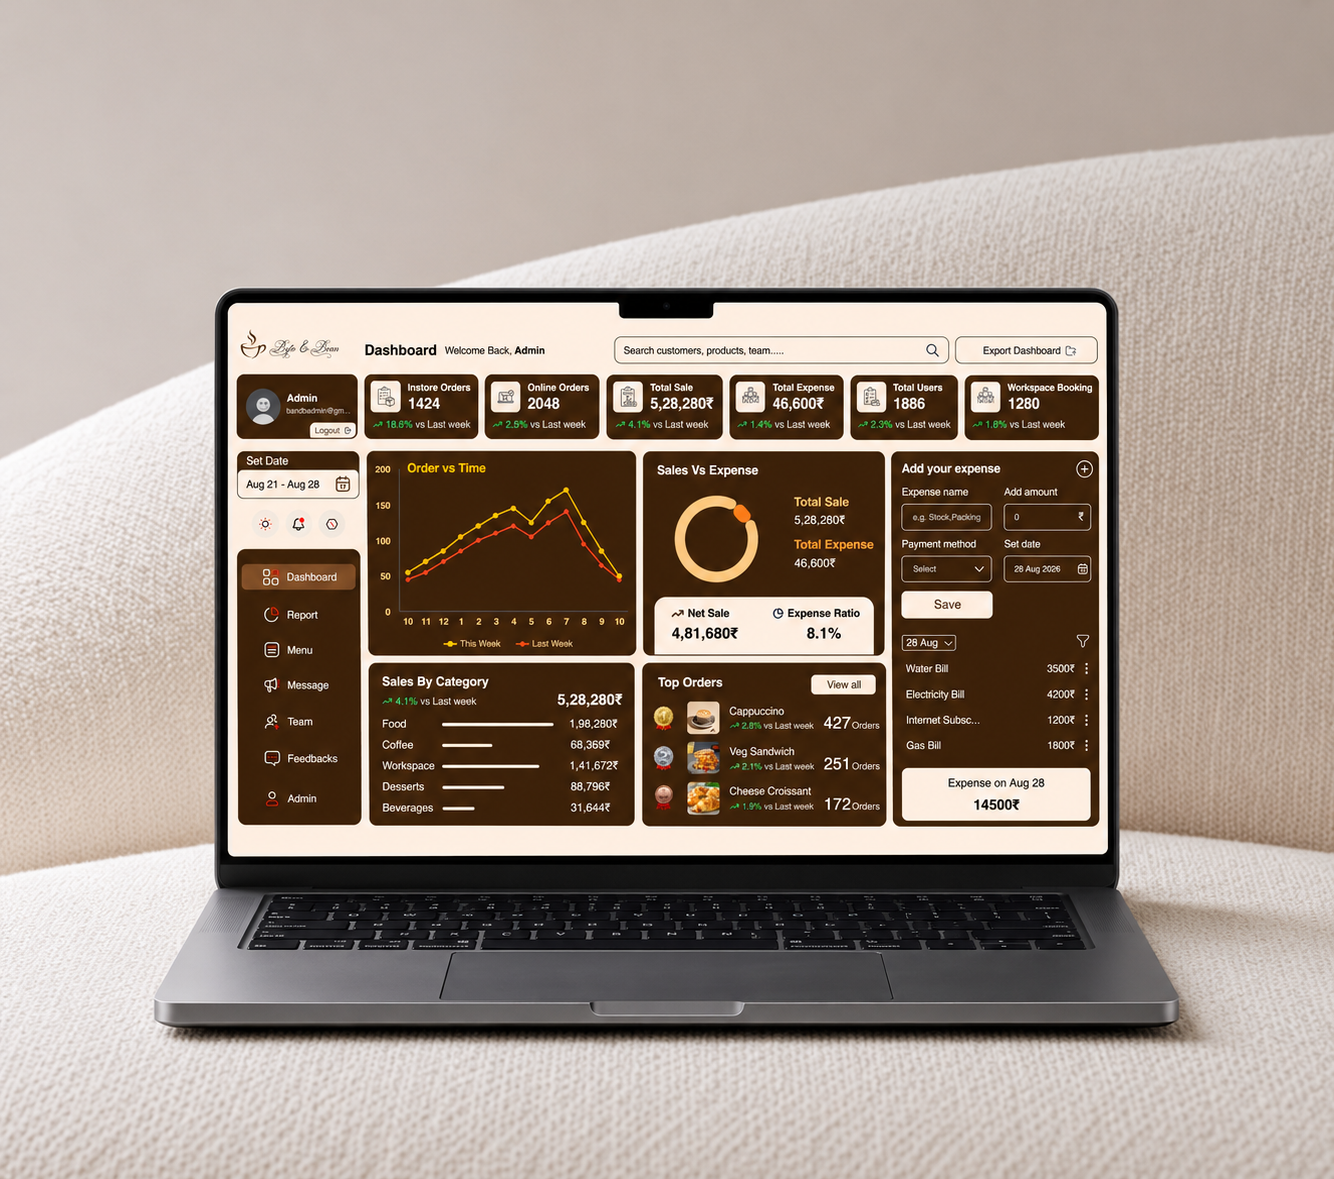 Byte & Bean
Dashboard
Welcome Back, Admin
Search customers, products, team.....
Export Dashboard
Admin
bandbadmin@gm...
Logout
Instore Orders
1424
18.6% vs Last week
Online Orders
2048
2.5% vs Last week
Total Sale
5,28,280₹
4.1% vs Last week
Total Expense
46,600₹
1.4% vs Last week
Total Users
1886
2.3% vs Last week
Workspace Booking
1280
1.6% vs Last week
Set Date
Aug 21 - Aug 28
Dashboard
Report
Menu
Message
Team
Feedbacks
Admin
Order vs Time
200
150
100
50
0
10 11 12 1 2 3 4 5 6 7 8 9 10
This Week
Last Week
Sales Vs Expense
Total Sale
5,28,280₹
Total Expense
46,600₹
Net Sale
4,81,680₹
Expense Ratio
8.1%
Add your expense
Expense name
Add amount
e.g. Stock,Packing
0 ₹
Payment method
Set date
Select
28 Aug 2026
Save
28 Aug
Water Bill 3500₹
Electricity Bill 4200₹
Internet Subsc... 1200₹
Gas Bill 1800₹
Expense on Aug 28
14500₹
Sales By Category
4.1% vs Last week
5,28,280₹
Food 1,98,280₹
Coffee 68,369₹
Workspace 1,41,672₹
Desserts 88,796₹
Beverages 31,644₹
Top Orders
View all
Cappuccino
2.8% vs Last week
427 Orders
Veg Sandwich
2.1% vs Last week
251 Orders
Cheese Croissant
1.9% vs Last week
172 Orders